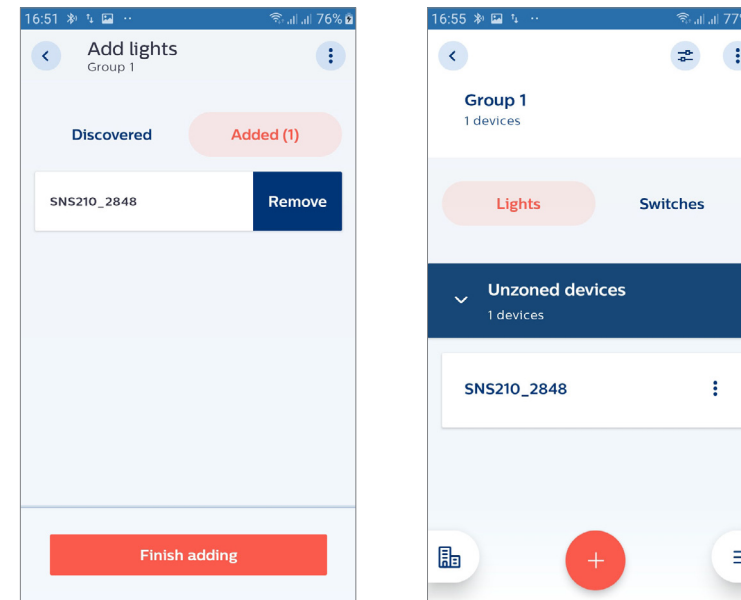 16:51
76%
Add lights
Group 1
Discovered
Added (1)
SNS210_2848
Remove
Finish adding
16:55
77%
Group 1
1 devices
Lights
Switches
Unzoned devices
1 devices
SNS210_2848